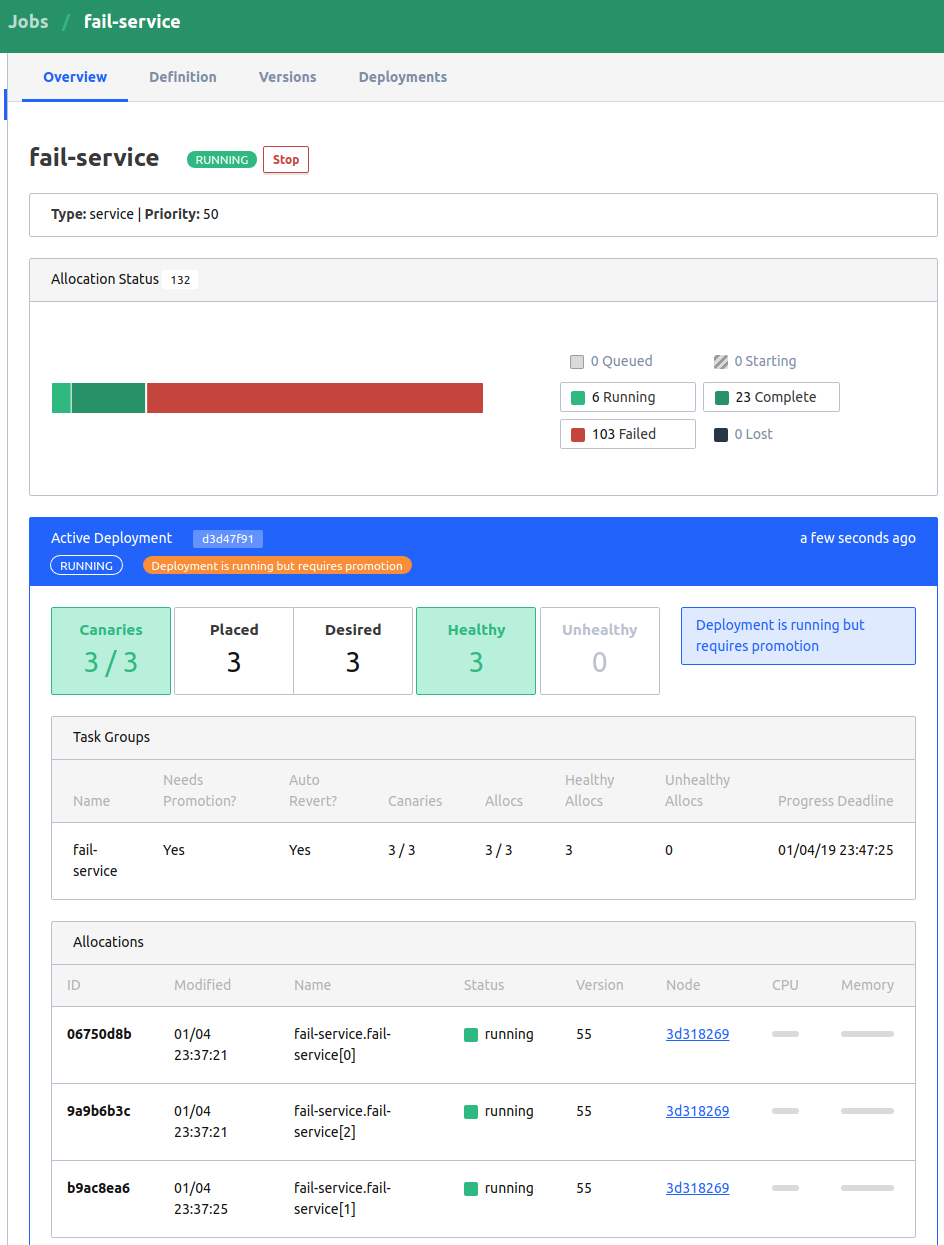 Jobs / fail-service
Overview Definition Versions Deployments
fail-service RUNNING Stop
Type: service | Priority: 50
Allocation Status 132
0 Queued 0 Starting
6 Running 23 Complete
103 Failed 0 Lost
Active Deployment d3d47f91 a few seconds ago
RUNNING Deployment is running but requires promotion
Canaries Placed Desired Healthy Unhealthy
3 / 3 3 3 3 0
Deployment is running but
requires promotion
Task Groups
Needs Auto Healthy Unhealthy
Name Promotion? Revert? Canaries Allocs Allocs Allocs Progress Deadline
fail- Yes Yes 3 / 3 3 / 3 3 0 01/04/19 23:47:25
service
Allocations
ID Modified Name Status Version Node CPU Memory
06750d8b 01/04 fail-service.fail- running 55 3d318269
23:37:21 service[0]
9a9b6b3c 01/04 fail-service.fail- running 55 3d318269
23:37:21 service[2]
b9ac8ea6 01/04 fail-service.fail- running 55 3d318269
23:37:25 service[1]